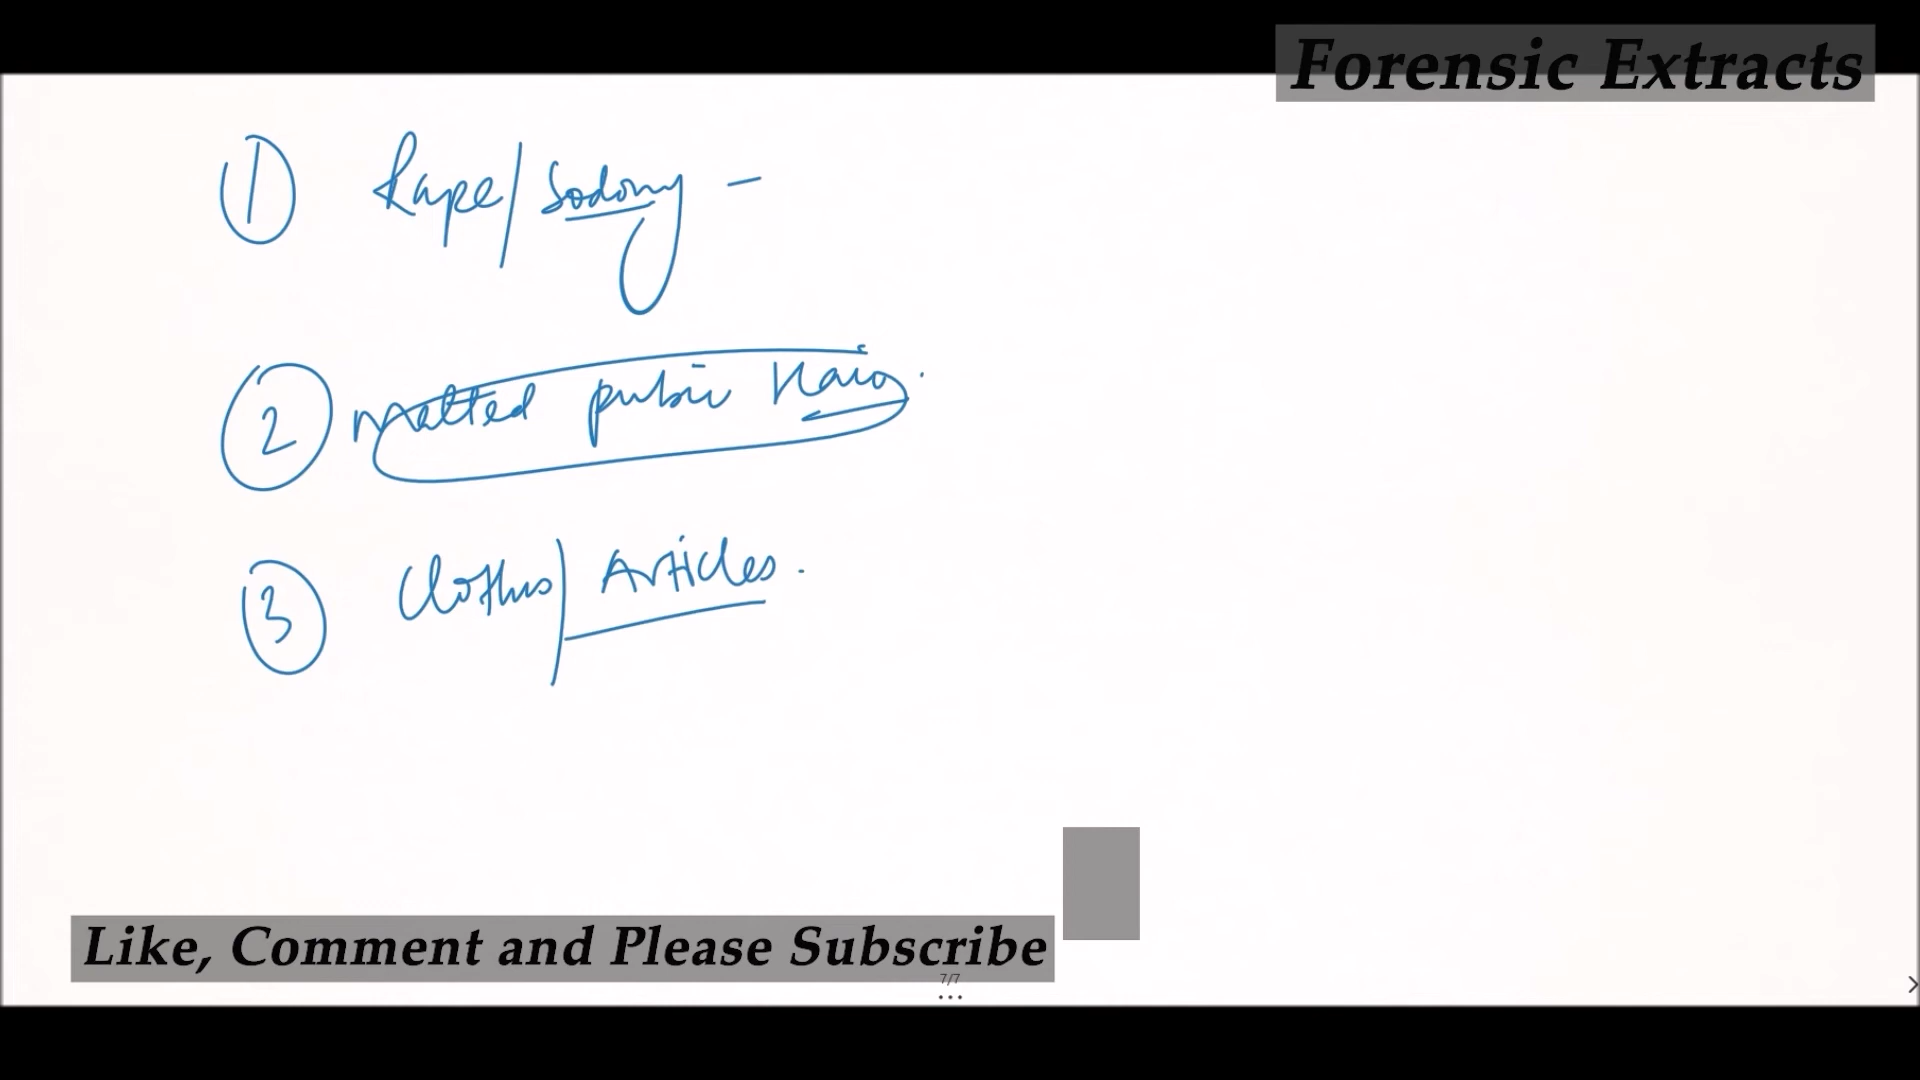 Forensic Extracts
① Rape/Sodomy -
② matted pubic Hair.
③ Clothes/Articles.
Like, Comment and Please Subscribe
7/7
...